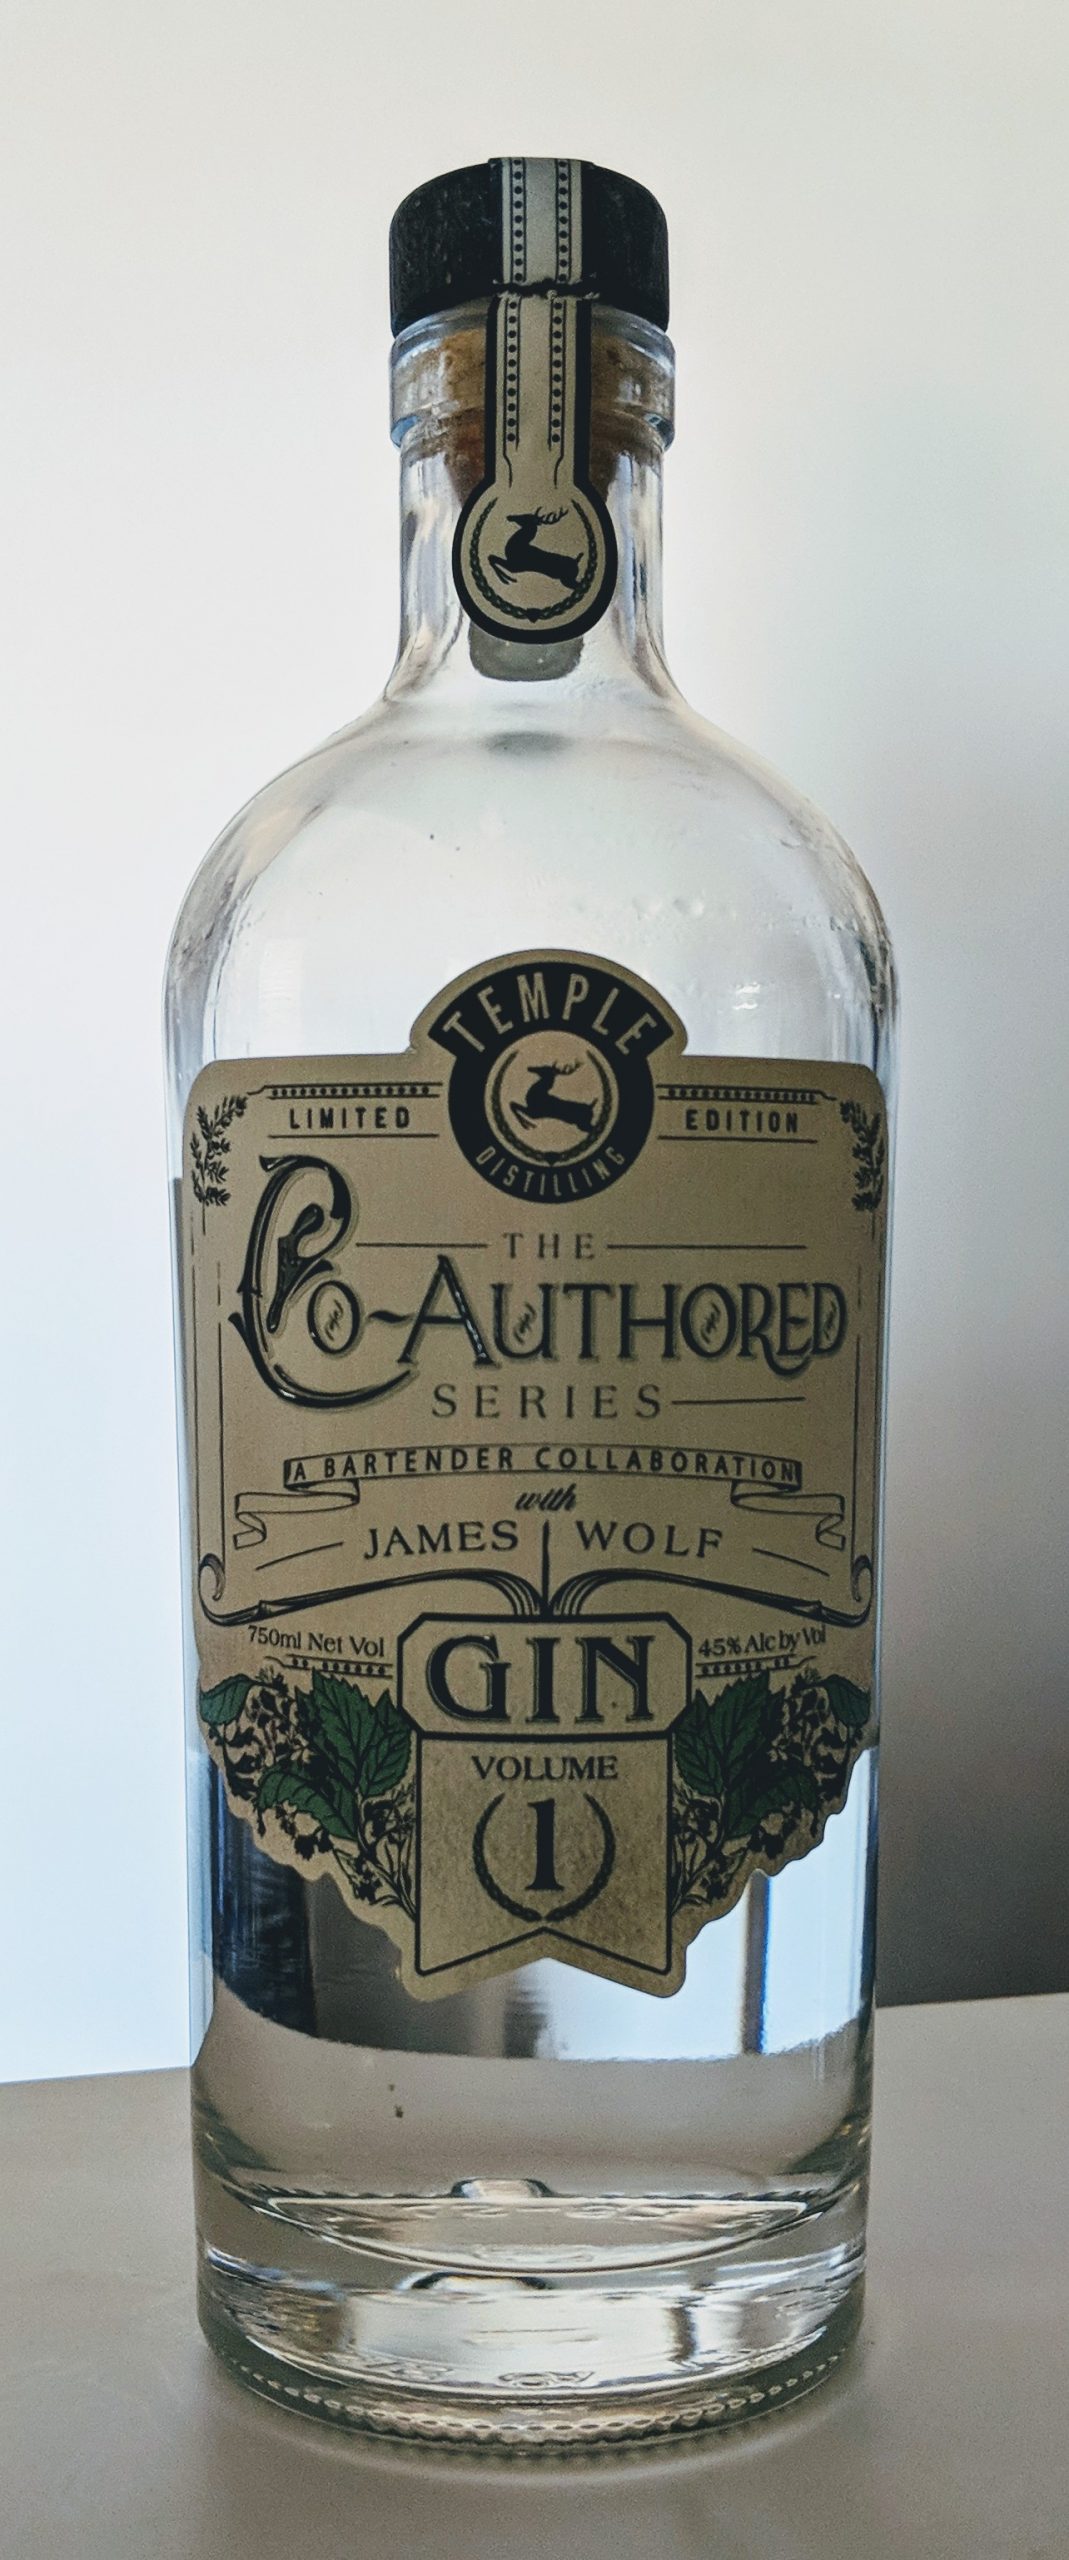 TEMPLE
DISTILLING
LIMITED EDITION
THE
Co-AUTHORED
SERIES
A BARTENDER COLLABORATION
with
JAMES WOLF
750ml Net Vol
GIN
45% Alc by Vol
VOLUME
1